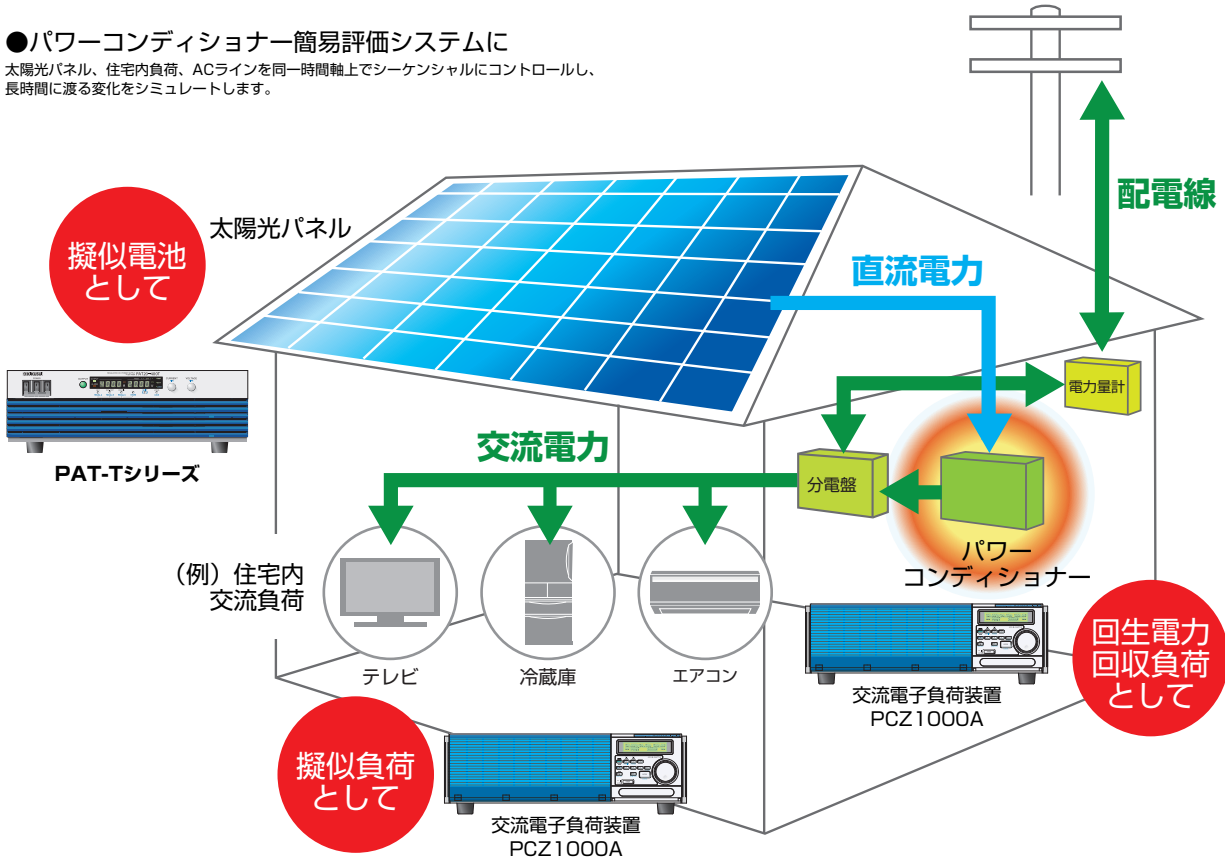 ●パワーコンディショナー簡易評価システムに
太陽光パネル、住宅内負荷、ACラインを同一時間軸上でシーケンシャルにコントロールし、
長時間に渡る変化をシミュレートします。
配電線
擬似電池
として
太陽光パネル
直流電力
電力量計
PAT-Tシリーズ
交流電力
分電盤
パワー
コンディショナー
（例）住宅内
交流負荷
テレビ
冷蔵庫
エアコン
回生電力
回収負荷
として
交流電子負荷装置
PCZ1000A
擬似負荷
として
交流電子負荷装置
PCZ1000A